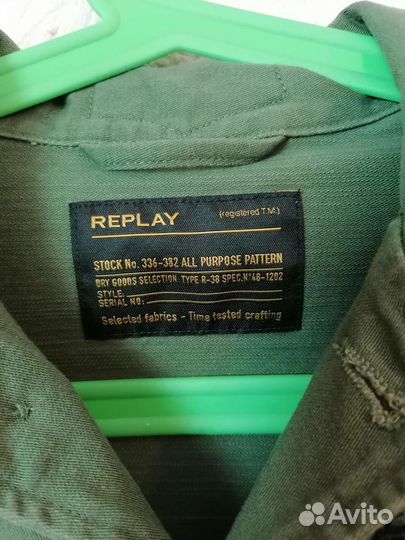 REPLAY (registered T.M.)
STOCK No. 336-382 ALL PURPOSE PATTERN
DRY GOODS SELECTION TYPE R-38 SPEC.N°48-1202
STYLE:
SERIAL NO:
Selected fabrics - Time tested crafting
Avito